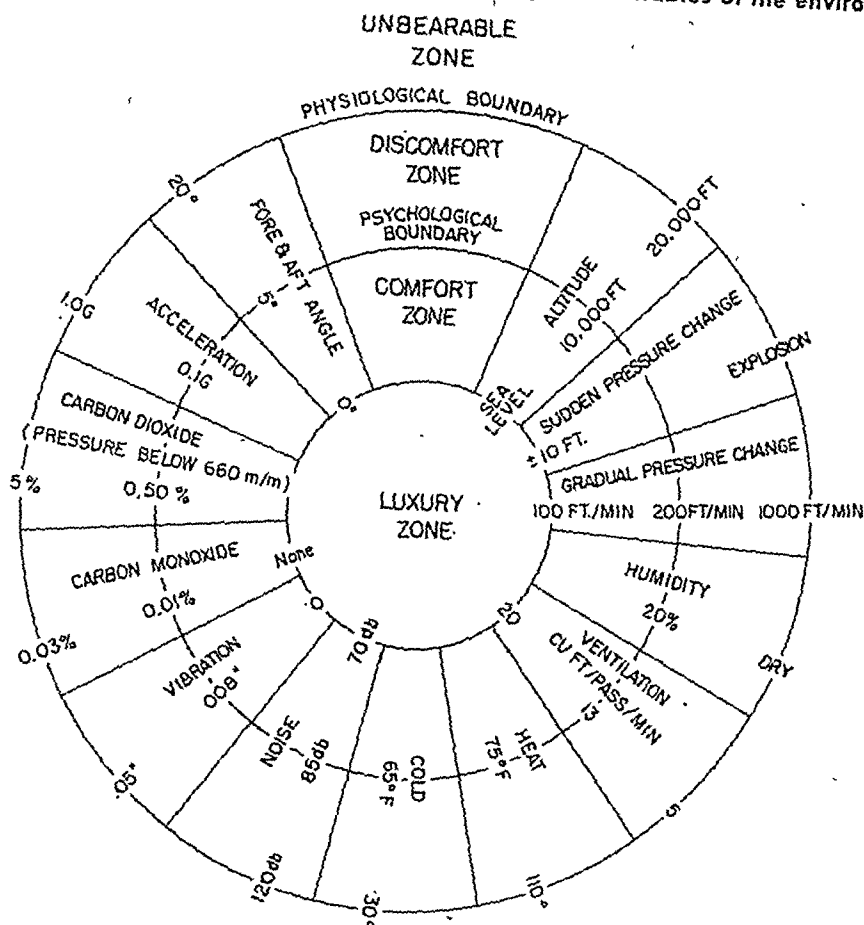 of the enviro
UNBEARABLE
ZONE
PHYSIOLOGICAL BOUNDARY
DISCOMFORT
ZONE
PSYCHOLOGICAL
BOUNDARY
COMFORT
ZONE
LUXURY
ZONE
ALTITUDE
20,000 FT
10,000 FT
SEA
LEVEL
SUDDEN PRESSURE CHANGE
EXPLOSION
± 10 FT.
GRADUAL PRESSURE CHANGE
100 FT./MIN
200FT/MIN
1000 FT/MIN
HUMIDITY
20%
DRY
VENTILATION
CU FT/PASS/MIN
20
13
5
HEAT
75°F
110°
COLD
65°F
30°
NOISE
70db
85db
120db
VIBRATION
.0
.008"
.05"
CARBON MONOXIDE
None
0.01%
0.03%
CARBON DIOXIDE
(PRESSURE BELOW 660 m/m)
0.50 %
5%
ACCELERATION
0.1G
1.0G
FORE & AFT ANGLE
0°
5°
20°